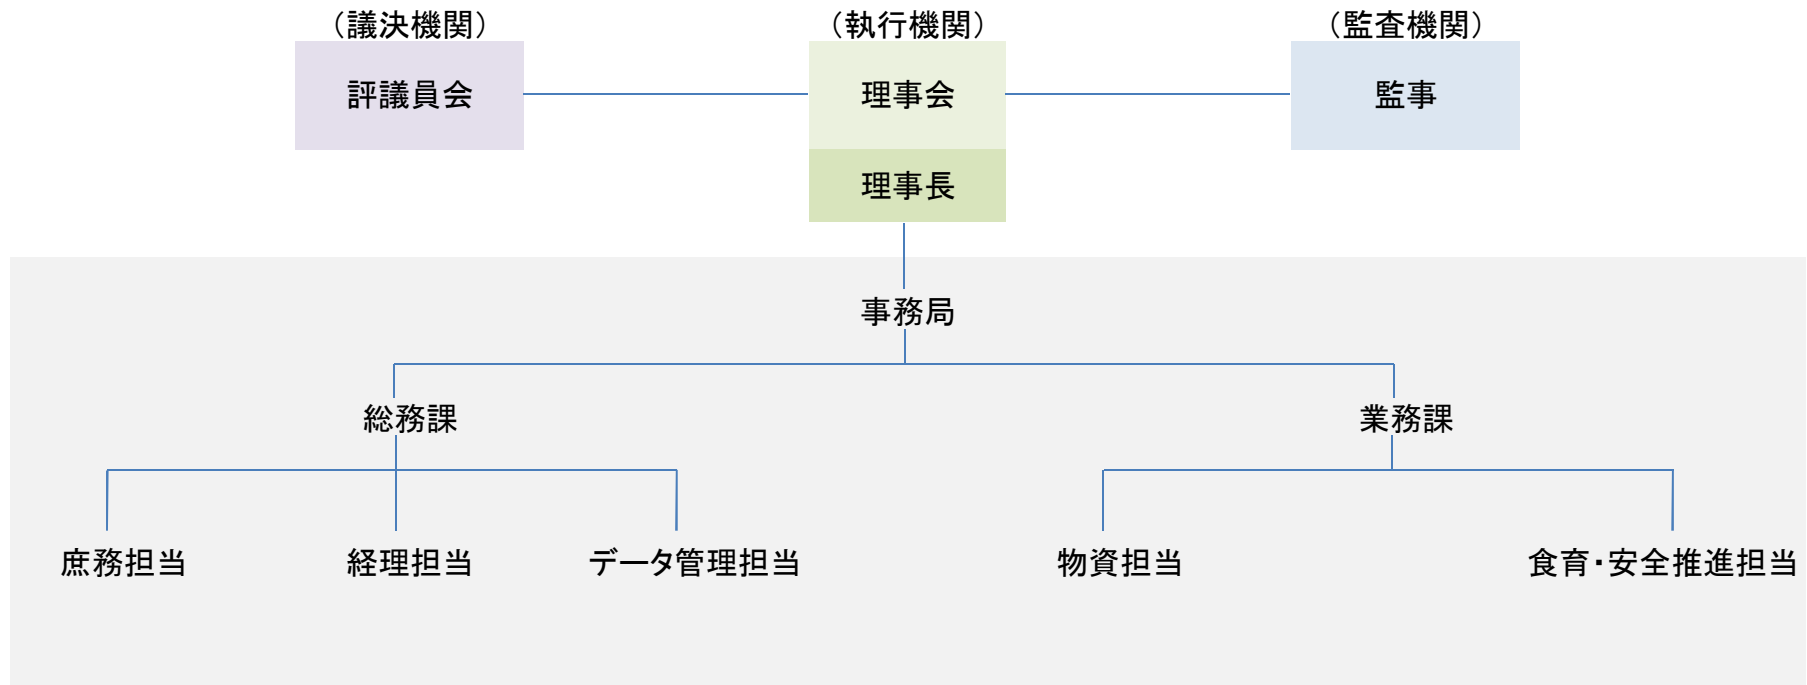 （議決機関）
（執行機関）
（監査機関）
評議員会
理事会
監事
理事長
事務局
総務課
業務課
庶務担当
経理担当
データ管理担当
物資担当
食育・安全推進担当